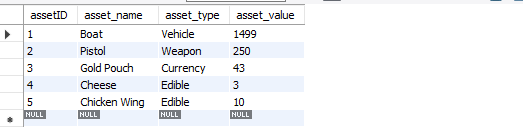 assetID asset_name asset_type asset_value
1 Boat Vehicle 1499
2 Pistol Weapon 250
3 Gold Pouch Currency 43
4 Cheese Edible 3
5 Chicken Wing Edible 10
NULL NULL NULL NULL